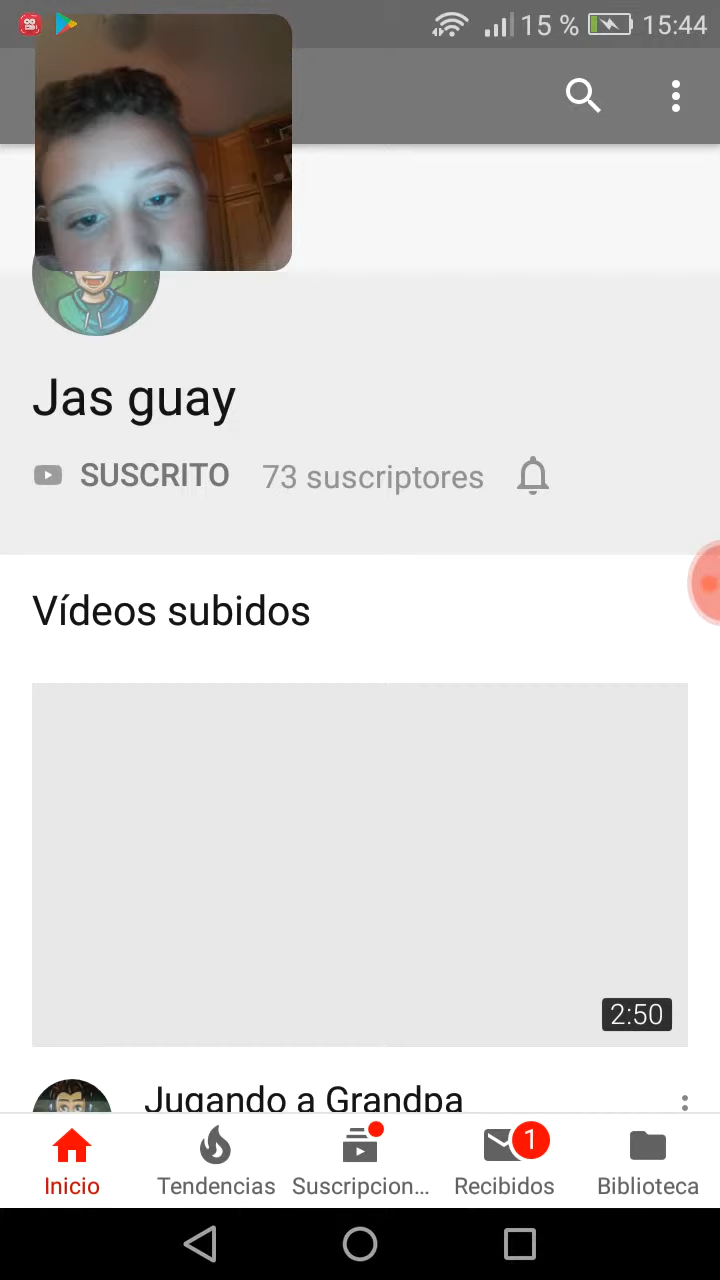 15 % 15:44
Jas guay
SUSCRITO 73 suscriptores
Vídeos subidos
2:50
Jugando a Grandpa
1
Inicio Tendencias Suscripcion... Recibidos Biblioteca